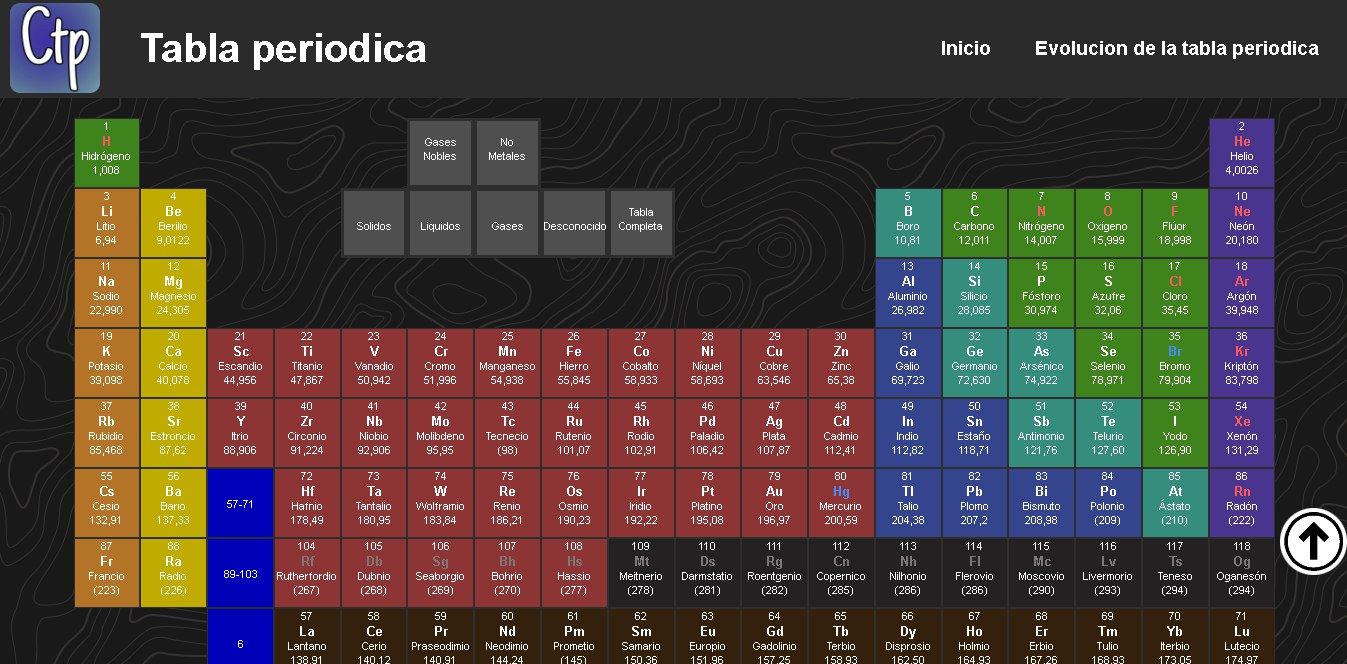 Ctp
Tabla periodica
Inicio
Evolucion de la tabla periodica
1
H
Hidrógeno
1,008
Gases
Nobles
No
Metales
2
He
Helio
4,0026
3
Li
Litio
6,94
4
Be
Berilio
9,0122
Solidos
Liquidos
Gases
Desconocido
Tabla
Completa
5
B
Boro
10,81
6
C
Carbono
12,011
7
N
Nitrógeno
14,007
8
O
Oxígeno
15,999
9
F
Flúor
18,998
10
Ne
Neón
20,180
11
Na
Sodio
22,990
12
Mg
Magnesio
24,305
13
Al
Aluminio
26,982
14
Si
Silicio
28,085
15
P
Fósforo
30,974
16
S
Azufre
32,06
17
Cl
Cloro
35,45
18
Ar
Argón
39,948
19
K
Potasio
39,098
20
Ca
Calcio
40,078
21
Sc
Escandio
44,956
22
Ti
Titanio
47,867
23
V
Vanadio
50,942
24
Cr
Cromo
51,996
25
Mn
Manganeso
54,938
26
Fe
Hierro
55,845
27
Co
Cobalto
58,933
28
Ni
Níquel
58,693
29
Cu
Cobre
63,546
30
Zn
Zinc
65,38
31
Ga
Galio
69,723
32
Ge
Germanio
72,630
33
As
Arsénico
74,922
34
Se
Selenio
78,971
35
Br
Bromo
79,904
36
Kr
Kriptón
83,798
37
Rb
Rubidio
85,468
38
Sr
Estroncio
87,62
39
Y
Itrio
88,906
40
Zr
Circonio
91,224
41
Nb
Niobio
92,906
42
Mo
Molibdeno
95,95
43
Tc
Tecnecio
(98)
44
Ru
Rutenio
101,07
45
Rh
Rodio
102,91
46
Pd
Paladio
106,42
47
Ag
Plata
107,87
48
Cd
Cadmio
112,41
49
In
Indio
112,82
50
Sn
Estaño
118,71
51
Sb
Antimonio
121,76
52
Te
Telurio
127,60
53
I
Yodo
126,90
54
Xe
Xenón
131,29
55
Cs
Cesio
132,91
56
Ba
Bario
137,33
57-71
72
Hf
Hafnio
178,49
73
Ta
Tantalio
180,95
74
W
Wolframio
183,84
75
Re
Renio
186,21
76
Os
Osmio
190,23
77
Ir
Iridio
192,22
78
Pt
Platino
195,08
79
Au
Oro
196,97
80
Hg
Mercurio
200,59
81
Tl
Talio
204,38
82
Pb
Plomo
207,2
83
Bi
Bismuto
208,98
84
Po
Polonio
(209)
85
At
Ástato
(210)
86
Rn
Radón
(222)
87
Fr
Francio
(223)
88
Ra
Radio
(226)
89-103
104
Rf
Rutherfordio
(267)
105
Db
Dubnio
(268)
106
Sg
Seaborgio
(269)
107
Bh
Bohrio
(270)
108
Hs
Hassio
(277)
109
Mt
Meitnerio
(278)
110
Ds
Darmstatio
(281)
111
Rg
Roentgenio
(282)
112
Cn
Copernico
(285)
113
Nh
Nilhonio
(286)
114
Fl
Flerovio
(286)
115
Mc
Moscovio
(290)
116
Lv
Livermorio
(293)
117
Ts
Teneso
(294)
118
Og
Oganesón
(294)
6
57
La
Lantano
138,91
58
Ce
Cerio
140,12
59
Pr
Praseodimio
140,91
60
Nd
Neodimio
144,24
61
Pm
Prometio
(145)
62
Sm
Samario
150,36
63
Eu
Europio
151,96
64
Gd
Gadolinio
157,25
65
Tb
Terbio
158,93
66
Dy
Disprosio
162,50
67
Ho
Holmio
164,93
68
Er
Erbio
167,26
69
Tm
Tulio
168,93
70
Yb
Iterbio
173,05
71
Lu
Lutecio
174,97